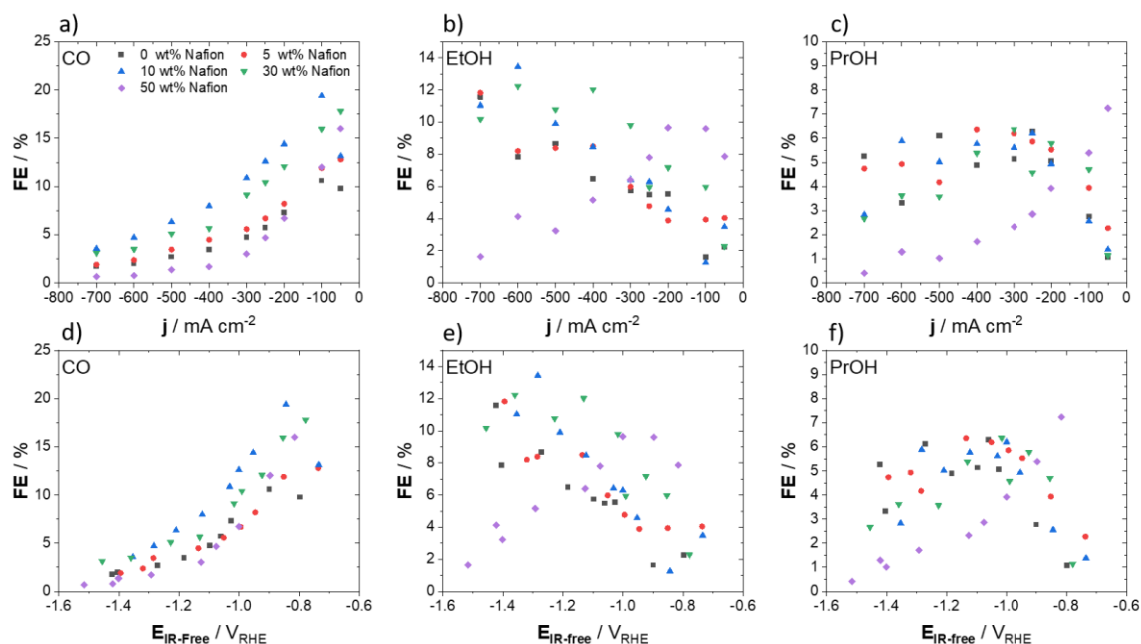 a)
b)
c)
CO
0 wt% Nafion
5 wt% Nafion
10 wt% Nafion
30 wt% Nafion
50 wt% Nafion
FE / %
25
20
15
10
5
0
-800 -700 -600 -500 -400 -300 -200 -100 0
j / mA cm-2
EtOH
FE / %
14
12
10
8
6
4
2
0
-800 -700 -600 -500 -400 -300 -200 -100 0
j / mA cm-2
PrOH
FE / %
9
8
7
6
5
4
3
2
1
0
-800 -700 -600 -500 -400 -300 -200 -100 0
j / mA cm-2
d)
e)
f)
CO
FE / %
25
20
15
10
5
0
-1.6 -1.4 -1.2 -1.0 -0.8 -0.6
EIR-Free / VRHE
EtOH
FE / %
14
12
10
8
6
4
2
0
-1.6 -1.4 -1.2 -1.0 -0.8 -0.6
EIR-free / VRHE
PrOH
FE / %
9
8
7
6
5
4
3
2
1
0
-1.6 -1.4 -1.2 -1.0 -0.8 -0.6
EIR-free / VRHE